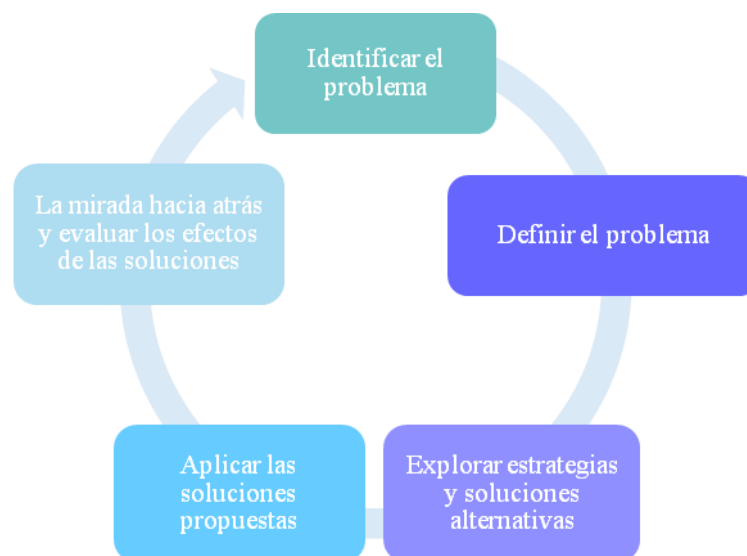 Identificar el
problema
Definir el problema
Explorar estrategias
y soluciones
alternativas
Aplicar las
soluciones
propuestas
La mirada hacia atrás
y evaluar los efectos
de las soluciones